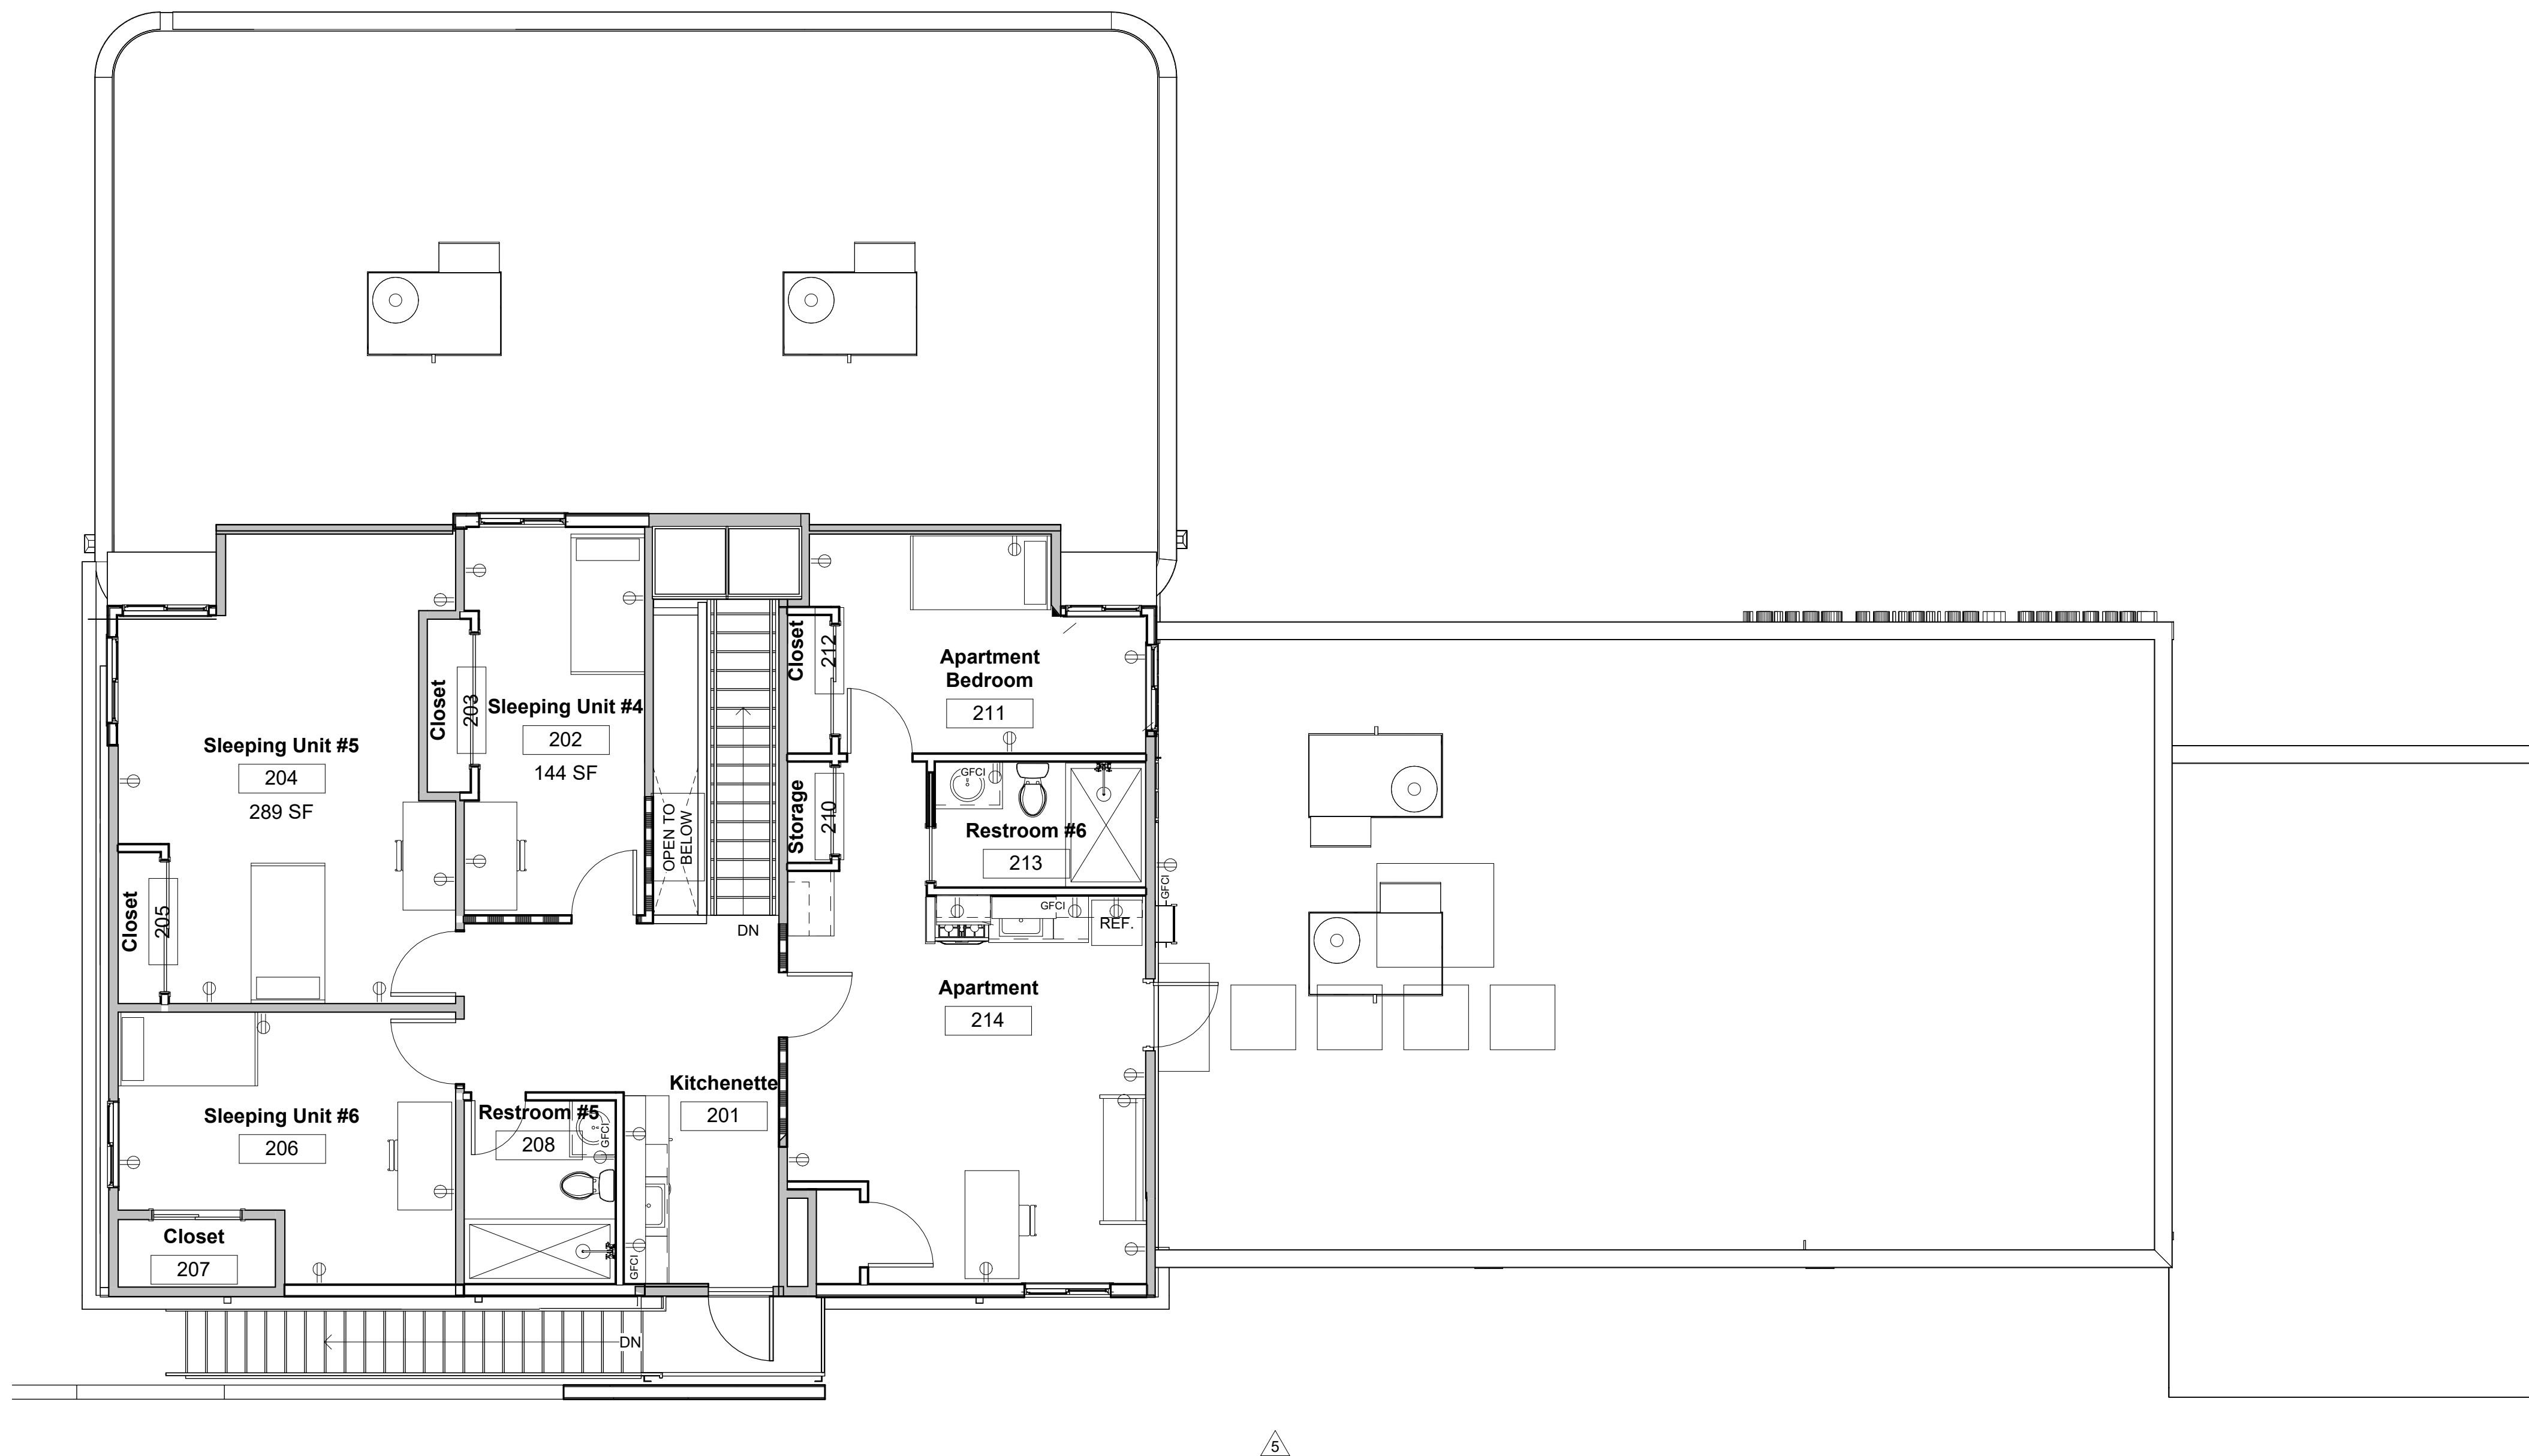 Closet
212
Apartment
Bedroom
211
Closet
203
Sleeping Unit #4
202
144 SF
Sleeping Unit #5
204
289 SF
OPEN TO
BELOW
Storage
210
GFCI
Restroom #6
213
GFCI
Closet
205
DN
GFCI
REF.
Apartment
214
Kitchenette
201
Sleeping Unit #6
206
Restroom #5
208
GFCI
GFCI
Closet
207
DN
5